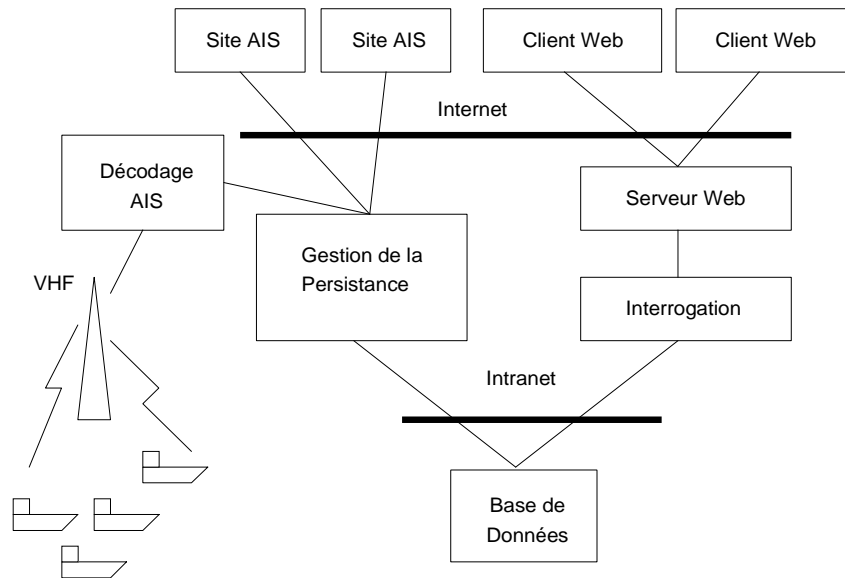 Site AIS
Site AIS
Client Web
Client Web
Internet
Décodage
AIS
Serveur Web
Gestion de la
Persistance
VHF
Interrogation
Intranet
Base de
Données